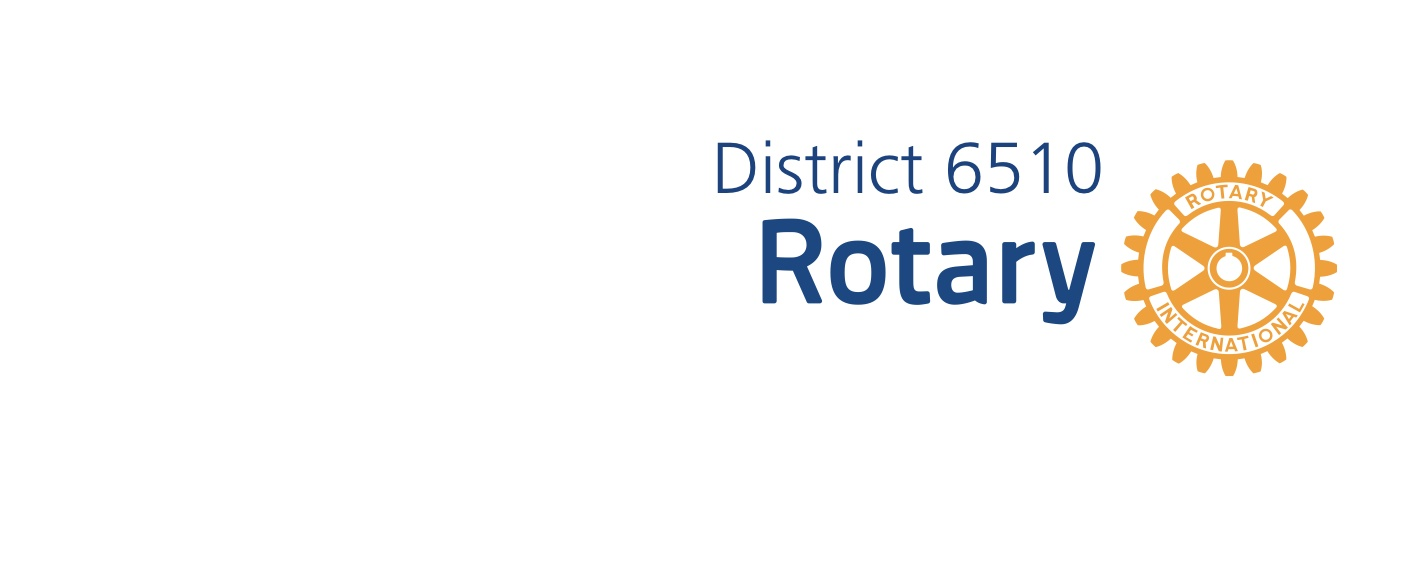 District 6510
Rotary
ROTARY
INTERNATIONAL